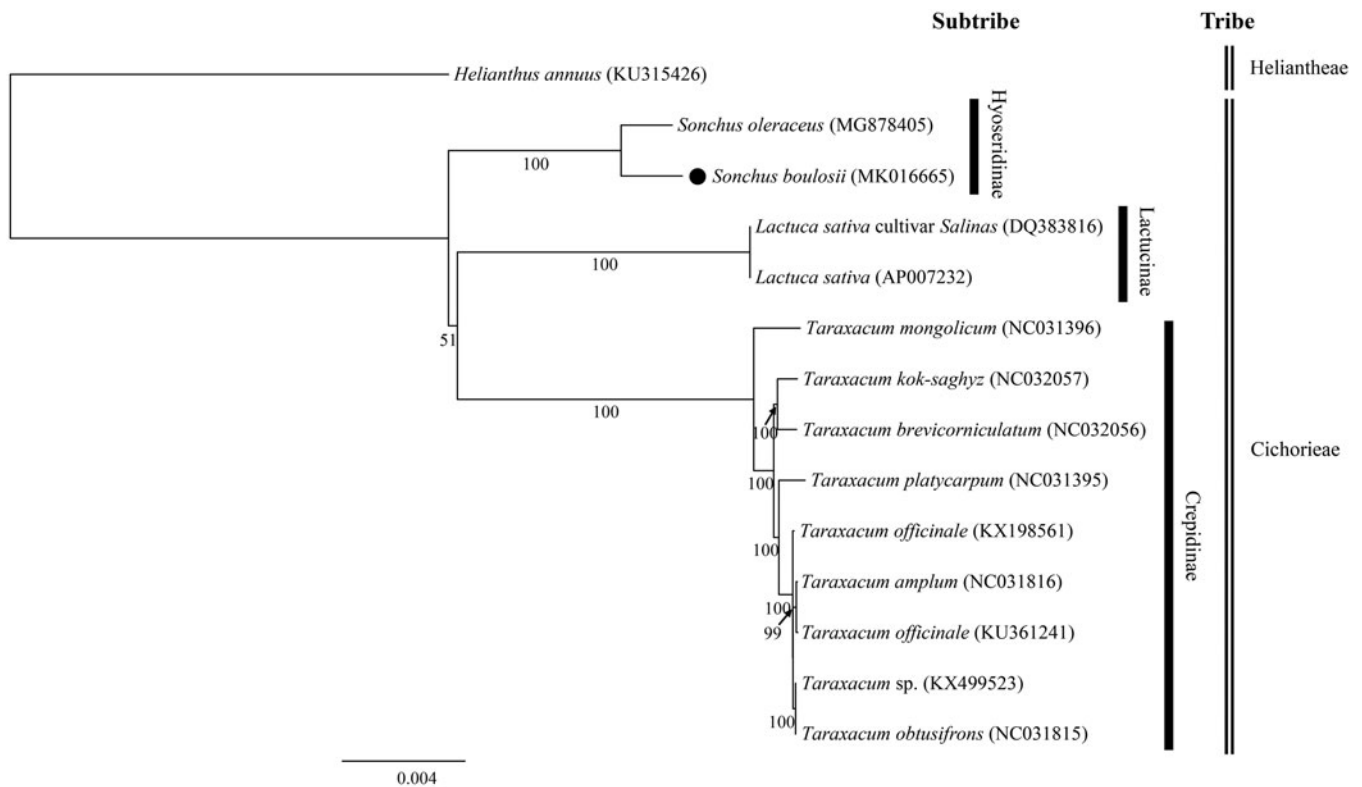 Subtribe Tribe
Helianthus annuus (KU315426)
Heliantheae
Sonchus oleraceus (MG878405)
Sonchus boulosii (MK016665)
Hyoseridinae
100
Lactuca sativa cultivar Salinas (DQ383816)
Lactuca sativa (AP007232)
Lactucinae
100
51
Taraxacum mongolicum (NC031396)
Taraxacum kok-saghyz (NC032057)
100
100
Taraxacum brevicorniculatum (NC032056)
Cichorieae
100
Taraxacum platycarpum (NC031395)
Crepidinae
Taraxacum officinale (KX198561)
100
Taraxacum amplum (NC031816)
100
99
Taraxacum officinale (KU361241)
Taraxacum sp. (KX499523)
100
Taraxacum obtusifrons (NC031815)
0.004